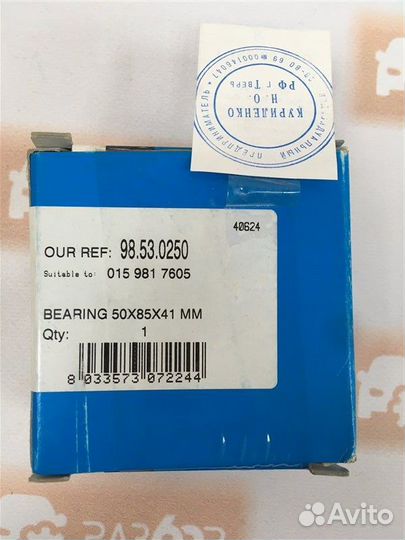 ИНДИВИДУАЛЬНЫЙ ПРЕДПРИНИМАТЕЛЬ
КУРИЛЕНКО
Н. О.
РФ г. Тверь
40624
OUR REF: 98.53.0250
Suitable to: 015 981 7605
BEARING 50X85X41 MM
Qty: 1
8 033573 072244
Avito